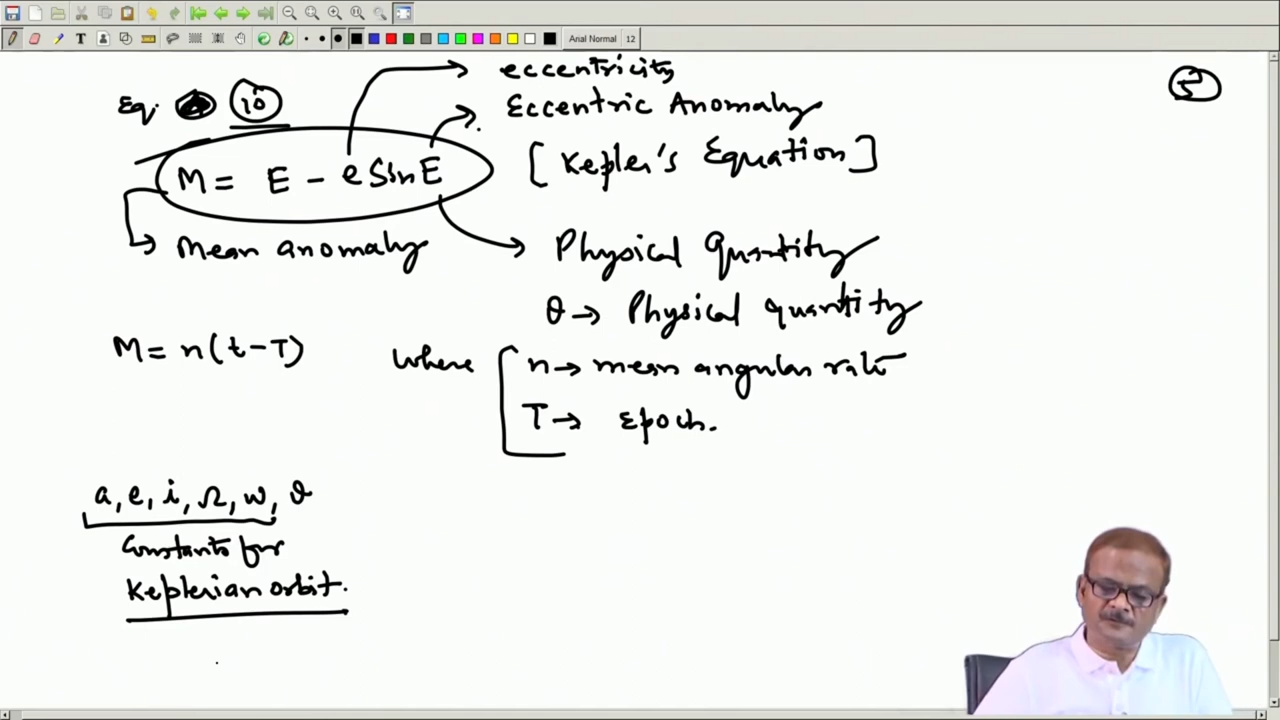 Arial Normal 12
eccentricity
Eq. 10
Eccentric Anomaly
5
M = E - e Sin E
[Kepler's Equation]
Mean anomaly
Physical Quantity
θ → Physical quantity
M = n(t-T)
where
n → mean angular rate
T → Epoch.
a, e, i, Ω, ω, θ
Constants for
Keplerian orbit.